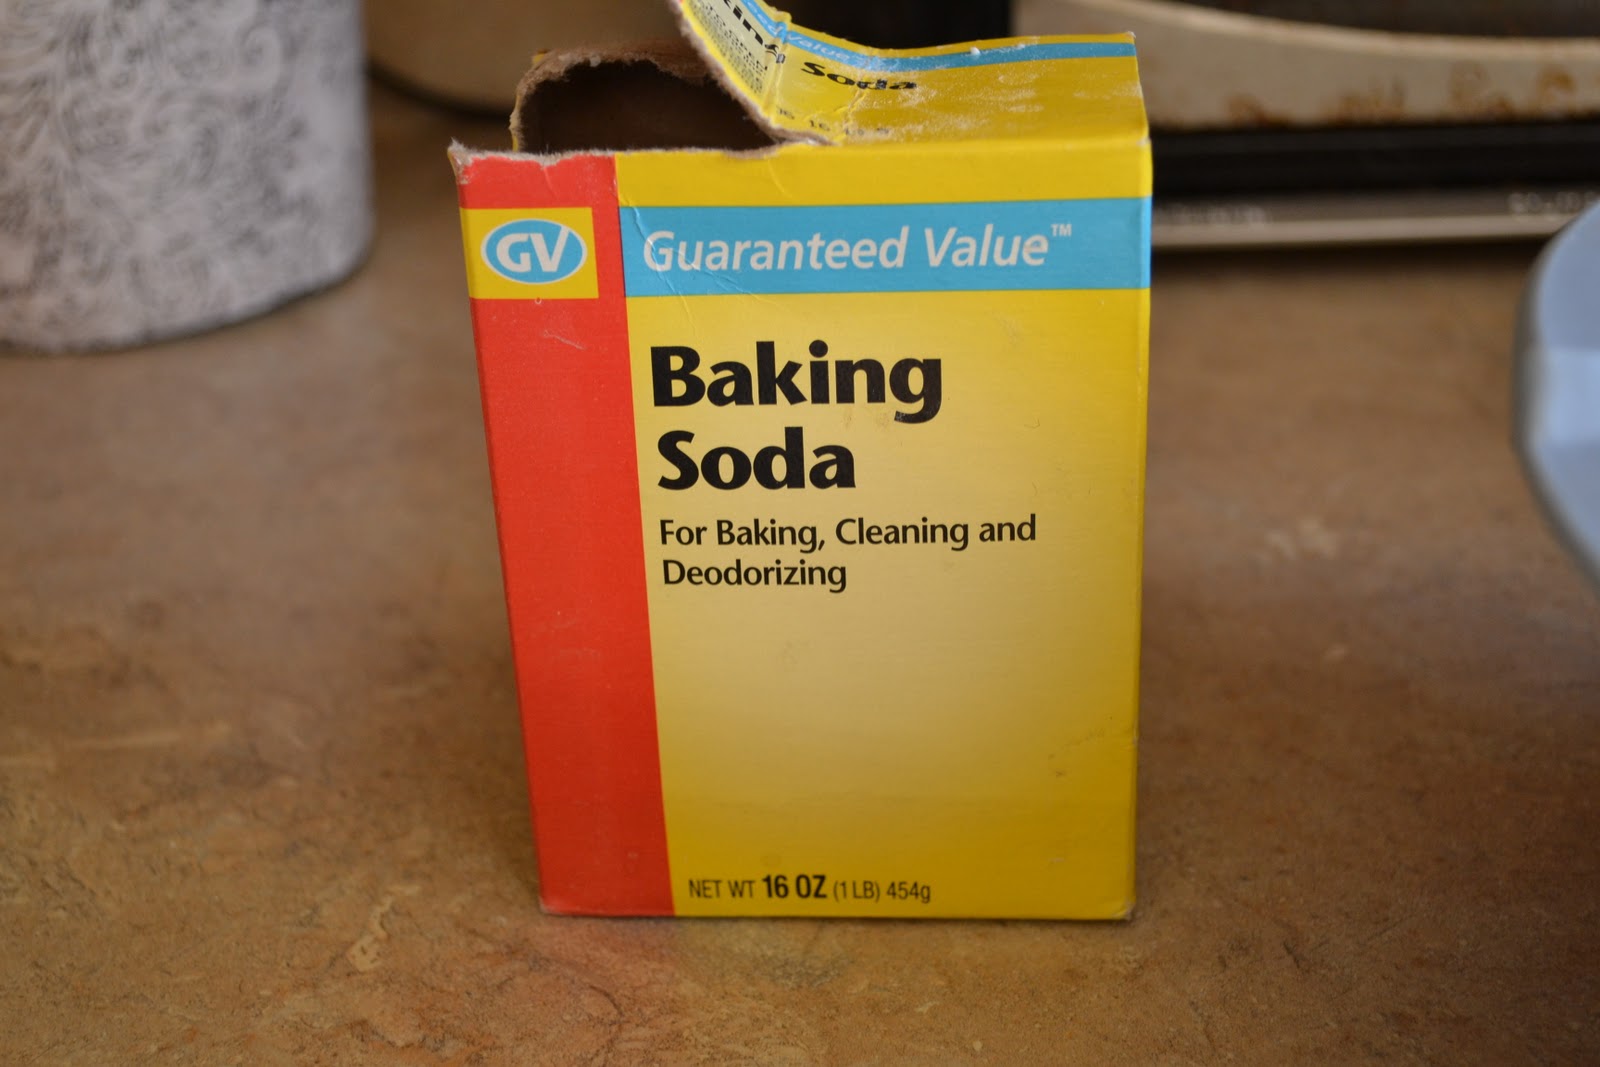 Soda
GV
Guaranteed Value™
Baking
Soda
For Baking, Cleaning and
Deodorizing
NET WT 16 OZ (1 LB) 454g